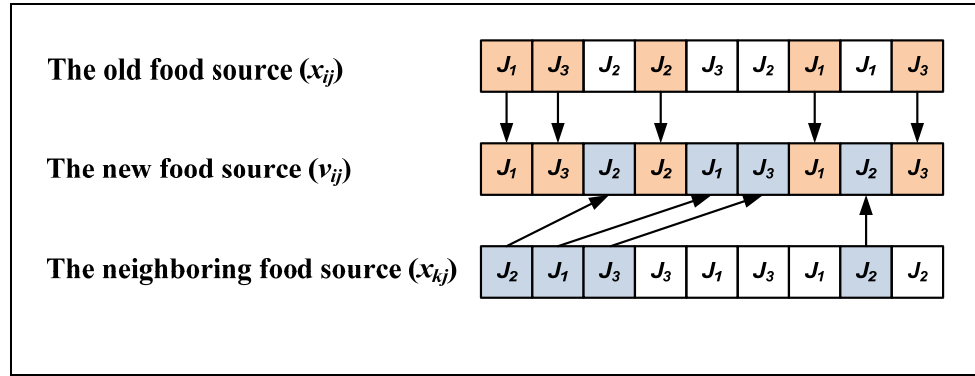 The old food source (xij) J1 J3 J2 J2 J3 J2 J1 J1 J3
The new food source (vij) J1 J3 J2 J2 J1 J3 J1 J2 J3
The neighboring food source (xkj) J2 J1 J3 J3 J1 J3 J1 J2 J2